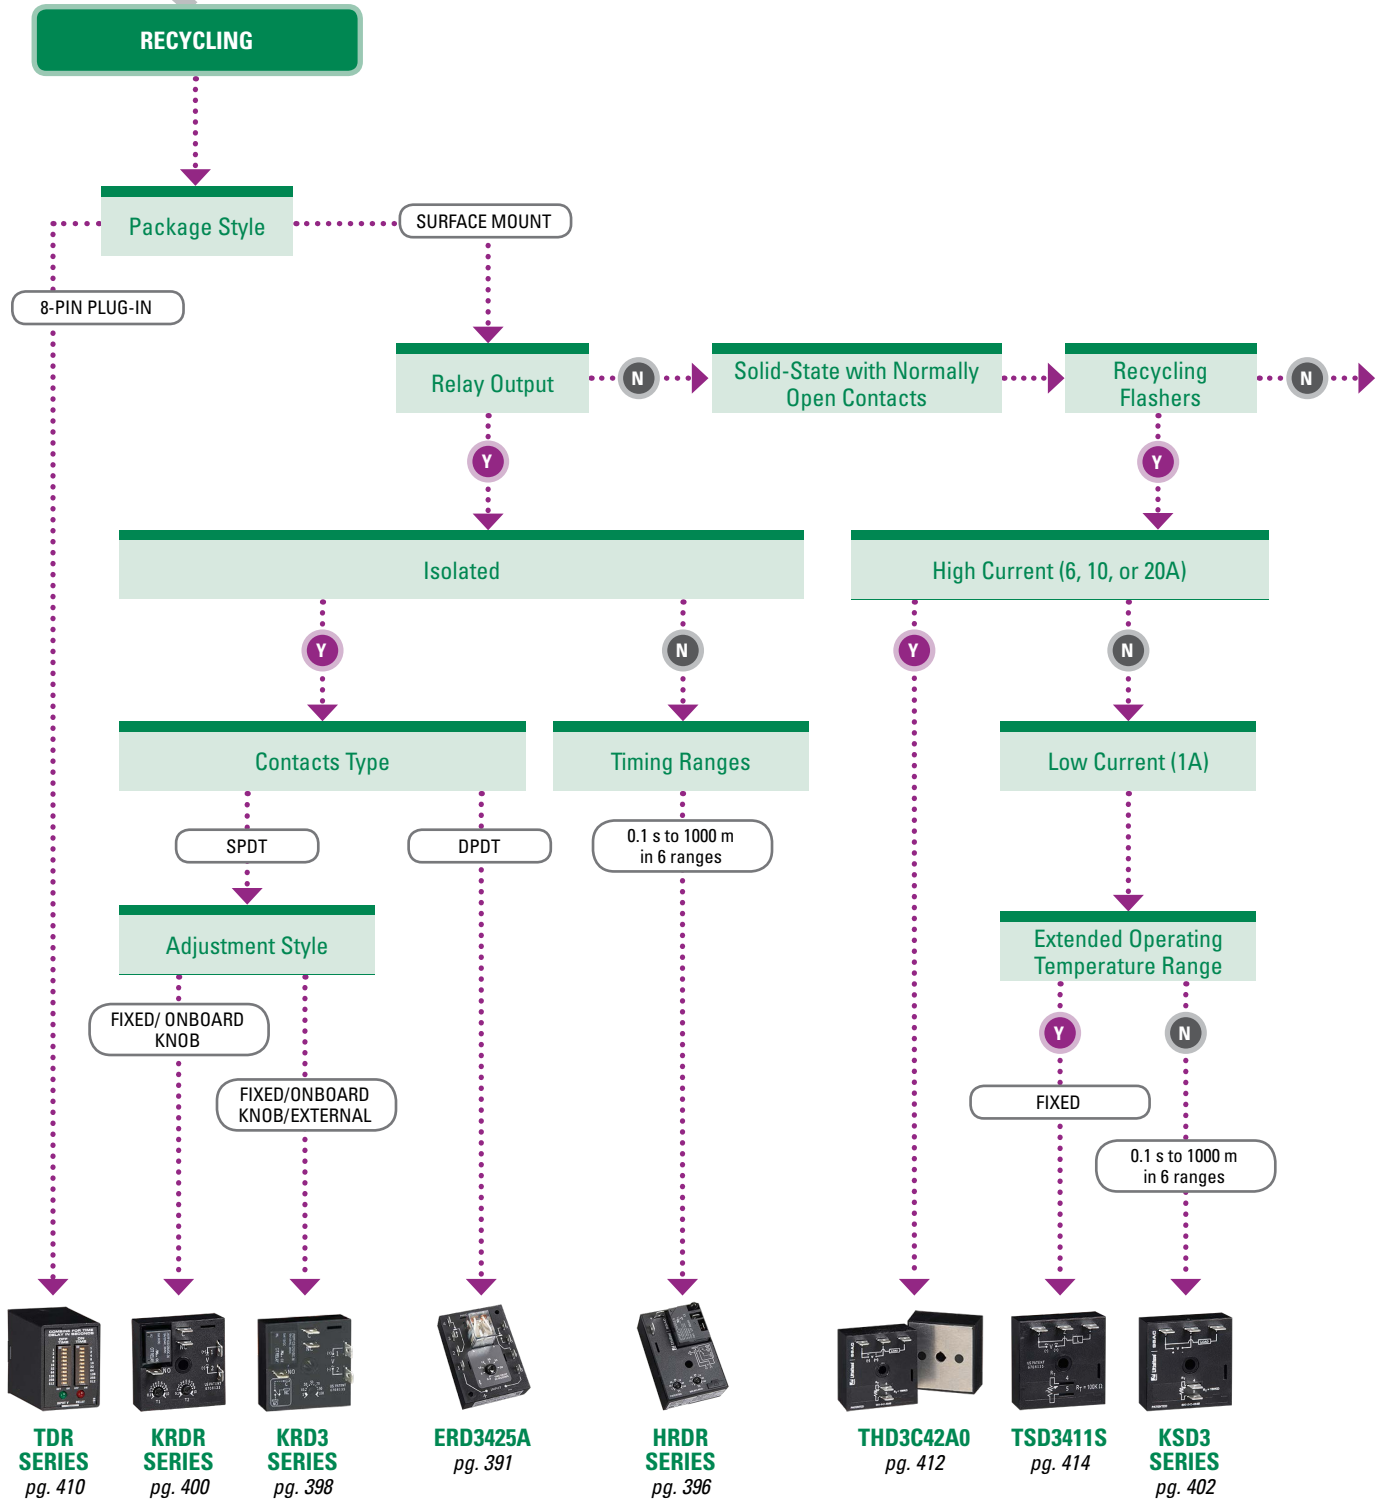 RECYCLING
Package Style
SURFACE MOUNT
8-PIN PLUG-IN
Relay Output
N
Solid-State with Normally
Open Contacts
Recycling
Flashers
N
Y
Y
Isolated
High Current (6, 10, or 20A)
Y
N
Y
N
Contacts Type
Timing Ranges
Low Current (1A)
SPDT
DPDT
0.1 s to 1000 m
in 6 ranges
Adjustment Style
Extended Operating
Temperature Range
FIXED/ ONBOARD
KNOB
Y
N
FIXED/ONBOARD
KNOB/EXTERNAL
FIXED
0.1 s to 1000 m
in 6 ranges
TDR
SERIES
pg. 410
KRDR
SERIES
pg. 400
KRD3
SERIES
pg. 398
ERD3425A
pg. 391
HRDR
SERIES
pg. 396
THD3C42A0
pg. 412
TSD3411S
pg. 414
KSD3
SERIES
pg. 402